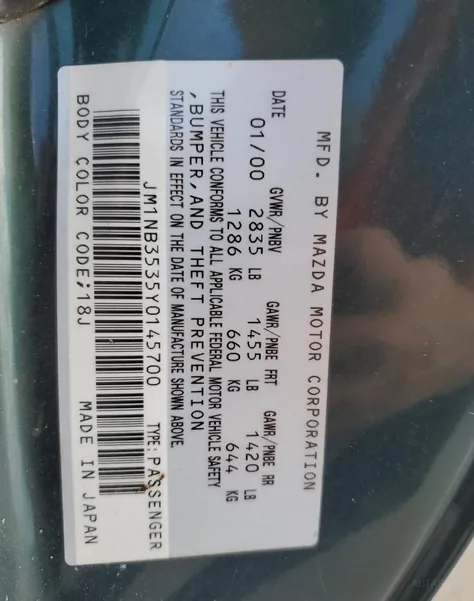 MFD. BY MAZDA MOTOR CORPORATION
DATE GVWR/PNBV GAWR/PNBE FRT GAWR/PNBE RR
01/00 2835 LB 1455 LB 1420 LB
1286 KG 660 KG 644 KG
THIS VEHICLE CONFORMS TO ALL APPLICABLE FEDERAL MOTOR VEHICLE SAFETY
,BUMPER, AND THEFT PREVENTION
STANDARDS IN EFFECT ON THE DATE OF MANUFACTURE SHOWN ABOVE.
JM1NB3535Y0145700 TYPE: PASSENGER
BODY COLOR CODE;18J MADE IN JAPAN